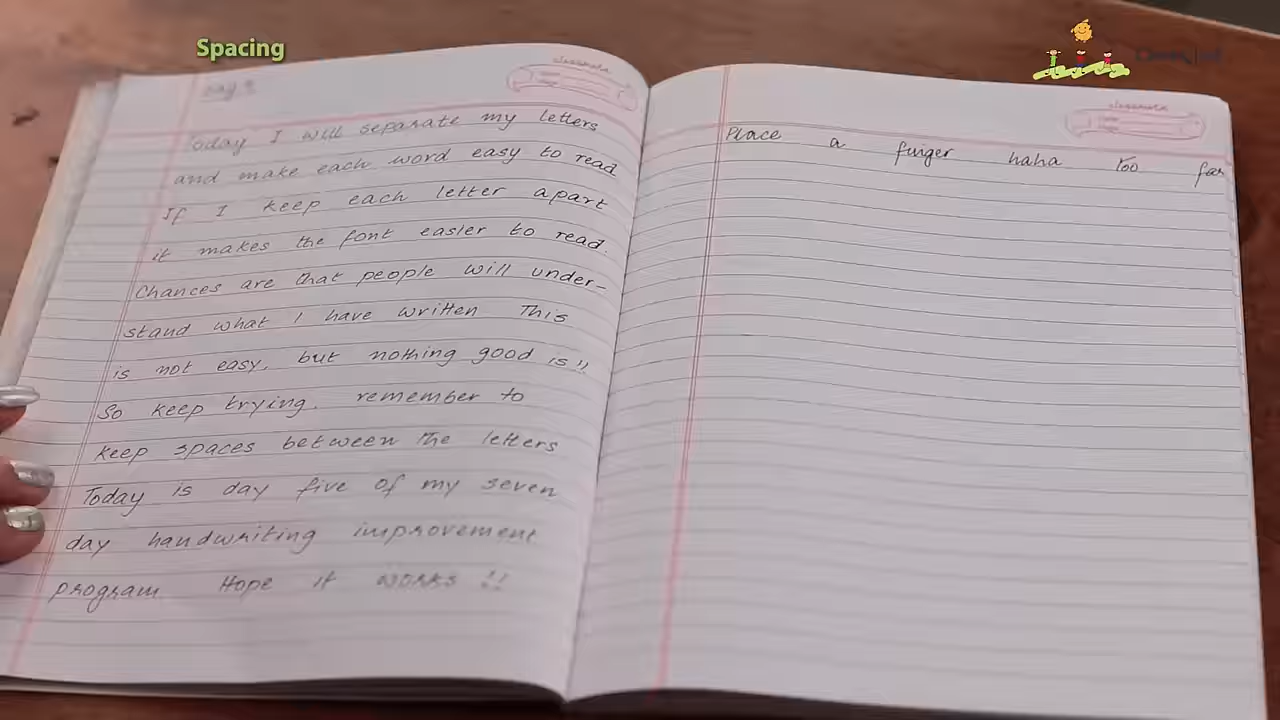 Spacing
classmate
Today I will separate my letters
and make each word easy to read
If I keep each letter apart
it makes the font easier to read.
Chances are that people will under-
stand what I have written This
is not easy, but nothing good is !!
So keep trying. remember to
keep spaces between the letters
Today is day five of my seven
day handwriting improvement
program Hope it works !!
classmate
Place a finger haha too far